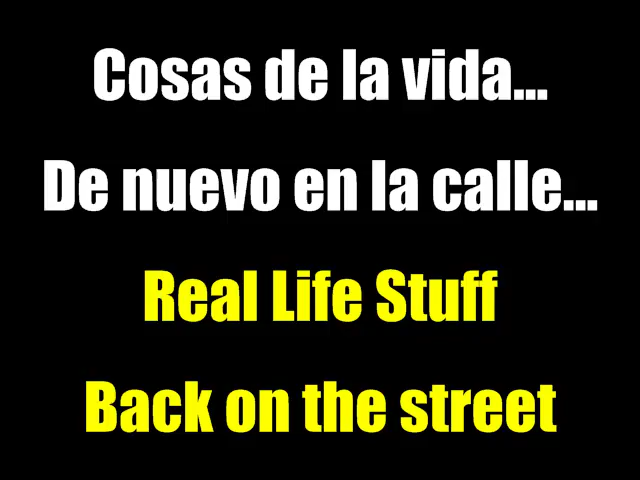 Cosas de la vida...
De nuevo en la calle...
Real Life Stuff
Back on the street